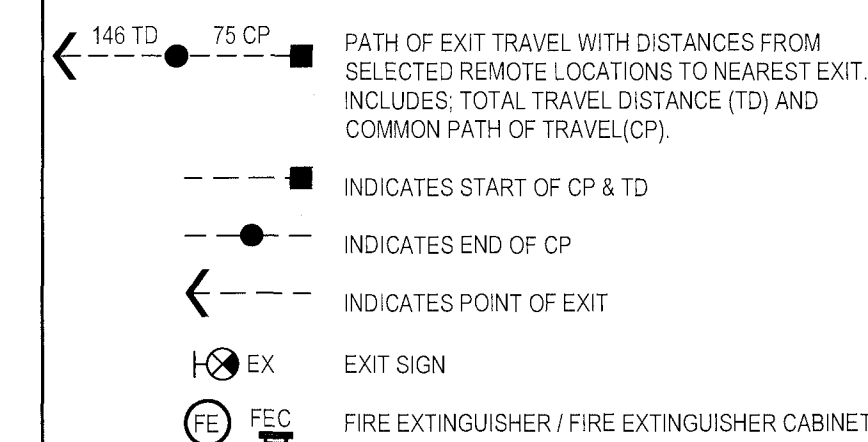 146 TD 75 CP PATH OF EXIT TRAVEL WITH DISTANCES FROM
SELECTED REMOTE LOCATIONS TO NEAREST EXIT.
INCLUDES; TOTAL TRAVEL DISTANCE (TD) AND
COMMON PATH OF TRAVEL(CP).
INDICATES START OF CP & TD
INDICATES END OF CP
INDICATES POINT OF EXIT
EX EXIT SIGN
FE FEC FIRE EXTINGUISHER / FIRE EXTINGUISHER CABINET